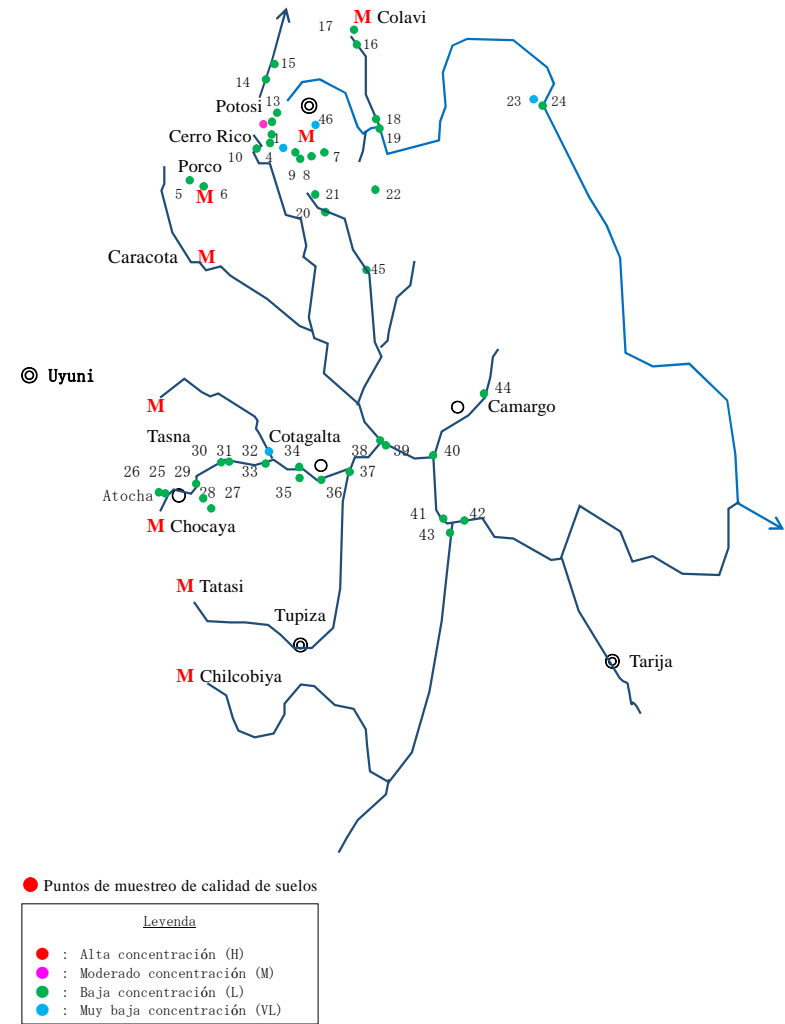 17
M Colavi
16
15
14
13
Potosi
46
18
23
24
Cerro Rico
1
M
19
10
4
9
8
7
Porco
5
M
6
21
22
20
Caracota
M
45
Uyuni
M
44
Camargo
Tasna
Cotagalta
30
31
32
34
38
39
40
33
37
26
25
29
35
36
Atocha
28
27
M Chocaya
41
42
43
M Tatasi
Tupiza
Tarija
M Chilcobiya
Puntos de muestreo de calidad de suelos
Leyenda
: Alta concentración (H)
: Moderado concentración (M)
: Baja concentración (L)
: Muy baja concentración (VL)